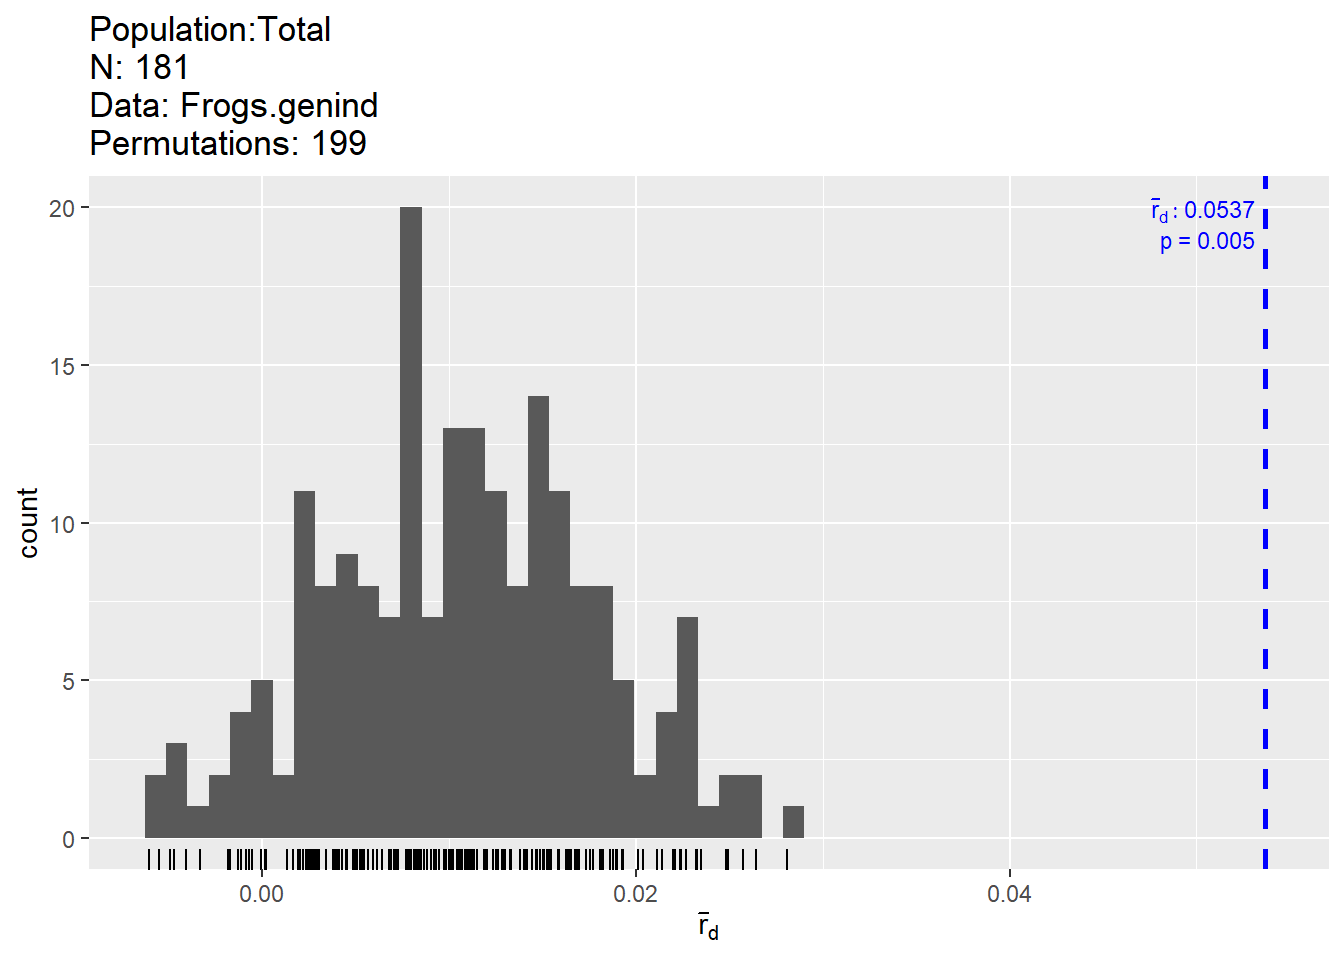 Population:Total
N: 181
Data: Frogs.genind
Permutations: 199
r̄d: 0.0537
p = 0.005
20
15
10
5
0
count
0.00 0.02 0.04
r̄d